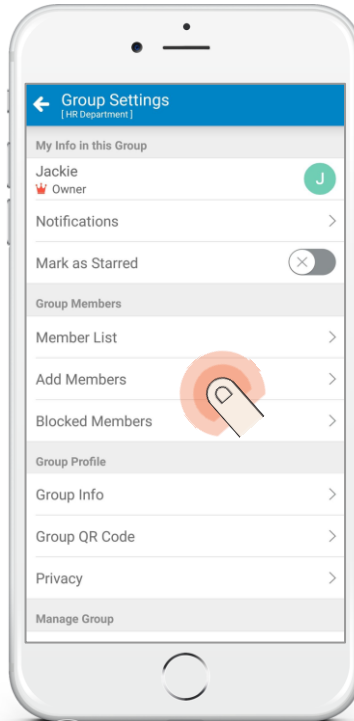 Group Settings
[ HR Department ]
My Info in this Group
Jackie
J
Owner
Notifications
Mark as Starred
Group Members
Member List
Add Members
Blocked Members
Group Profile
Group Info
Group QR Code
Privacy
Manage Group